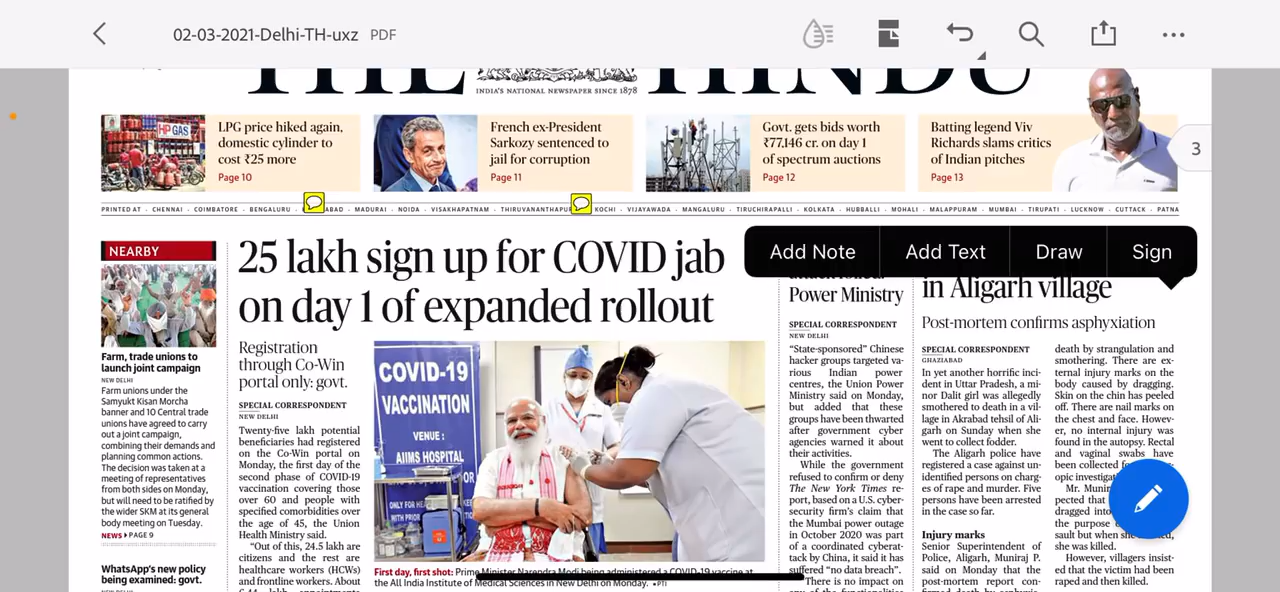 02-03-2021-Delhi-TH-uxz PDF
THE HINDU
INDIA'S NATIONAL NEWSPAPER SINCE 1878
3
HP GAS
LPG price hiked again,
domestic cylinder to
cost ₹25 more
Page 10
French ex-President
Sarkozy sentenced to
jail for corruption
Page 11
Govt. gets bids worth
₹77,146 cr. on day 1
of spectrum auctions
Page 12
Batting legend Viv
Richards slams critics
of Indian pitches
Page 13
PRINTED AT · CHENNAI · COIMBATORE · BENGALURU · ABAD · MADURAI · NOIDA · VISAKHAPATNAM · THIRUVANANTHAPU KOCHI · VIJAYAWADA · MANGALURU · TIRUCHIRAPALLI · KOLKATA · HUBBALLI · MOHALI · MALAPPURAM · MUMBAI · TIRUPATI · LUCKNOW · CUTTACK · PATNA
Add Note Add Text Draw Sign
NEARBY
Farm, trade unions to
launch joint campaign
NEW DELHI
Farm unions under the
Samyukt Kisan Morcha
banner and 10 Central trade
unions have agreed to carry
out a joint campaign,
combining their demands and
planning common actions.
The decision was taken at a
meeting of representatives
from both sides on Monday,
but will need to be ratified by
the wider SKM at its general
body meeting on Tuesday.
NEWS PAGE 9
WhatsApp's new policy
being examined: govt.
25 lakh sign up for COVID jab
on day 1 of expanded rollout
Registration
through Co-Win
portal only: govt.
SPECIAL CORRESPONDENT
NEW DELHI
Twenty-five lakh potential
beneficiaries had registered
on the Co-Win portal on
Monday, the first day of the
second phase of COVID-19
vaccination covering those
over 60 and people with
specified comorbidities over
the age of 45, the Union
Health Ministry said.
"Out of this, 24.5 lakh are
citizens and the rest are
healthcare workers (HCWs)
and frontline workers. About
COVID-19
VACCINATION
VENUE :
AIIMS HOSPITAL
First day, first shot: Prime Minister Narendra Modi being administered a COVID-19 vaccine at
the All India Institute of Medical Sciences in New Delhi on Monday. PTI
Power Ministry
SPECIAL CORRESPONDENT
NEW DELHI
"State-sponsored" Chinese
hacker groups targeted va-
rious Indian power
centres, the Union Power
Ministry said on Monday,
but added that these
groups have been thwarted
after government cyber
agencies warned it about
their activities.
While the government
refused to confirm or deny
The New York Times re-
port, based on a U.S. cyber-
security firm's claim that
the Mumbai power outage
in October 2020 was part
of a coordinated cyberat-
tack by China, it said it has
suffered "no data breach".
"There is no impact on
in Aligarh village
Post-mortem confirms asphyxiation
SPECIAL CORRESPONDENT
GHAZIABAD
In yet another horrific inci-
dent in Uttar Pradesh, a mi-
nor Dalit girl was allegedly
smothered to death in a vil-
lage in Akrabad tehsil of Ali-
garh on Sunday when she
went to collect fodder.
The Aligarh police have
registered a case against un-
identified persons on charg-
es of rape and murder. Five
persons have been arrested
in the case so far.
Injury marks
Senior Superintendent of
Police, Aligarh, Muniraj P.
said on Monday that the
post-mortem report con-
death by strangulation and
smothering. There are ex-
ternal injury marks on the
body caused by dragging.
Skin on the chin has peeled
off. There are nail marks on
the chest and face. Howev-
er, no internal injury was
found in the autopsy. Rectal
and vaginal swabs have
been collected
opic investiga
Mr. Munir
pected that
dragged into
the purpose
sault but when she
she was killed.
However, villagers insist-
ed that the victim had been
raped and then killed.